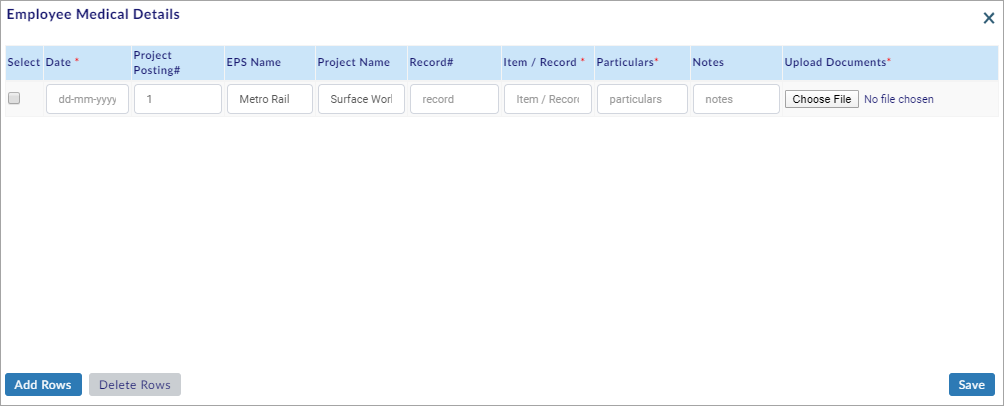 Employee Medical Details
Select Date * Project Posting# EPS Name Project Name Record# Item / Record * Particulars* Notes Upload Documents*
dd-mm-yyyy 1 Metro Rail Surface Worl record Item / Recor particulars notes Choose File No file chosen
Add Rows Delete Rows Save